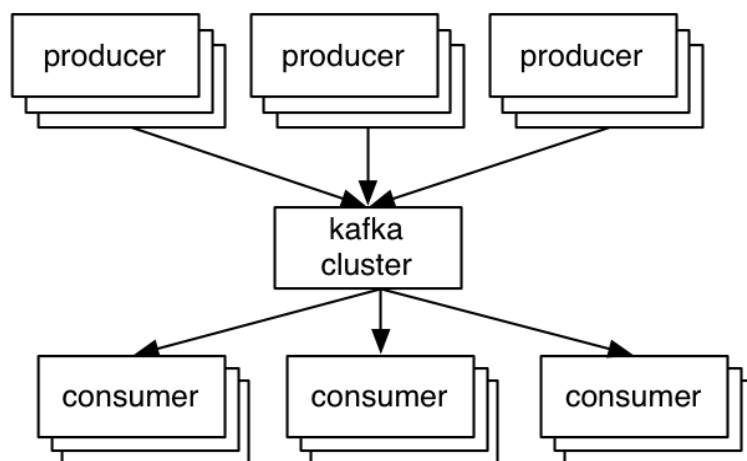 producer
producer
producer
kafka
cluster
consumer
consumer
consumer